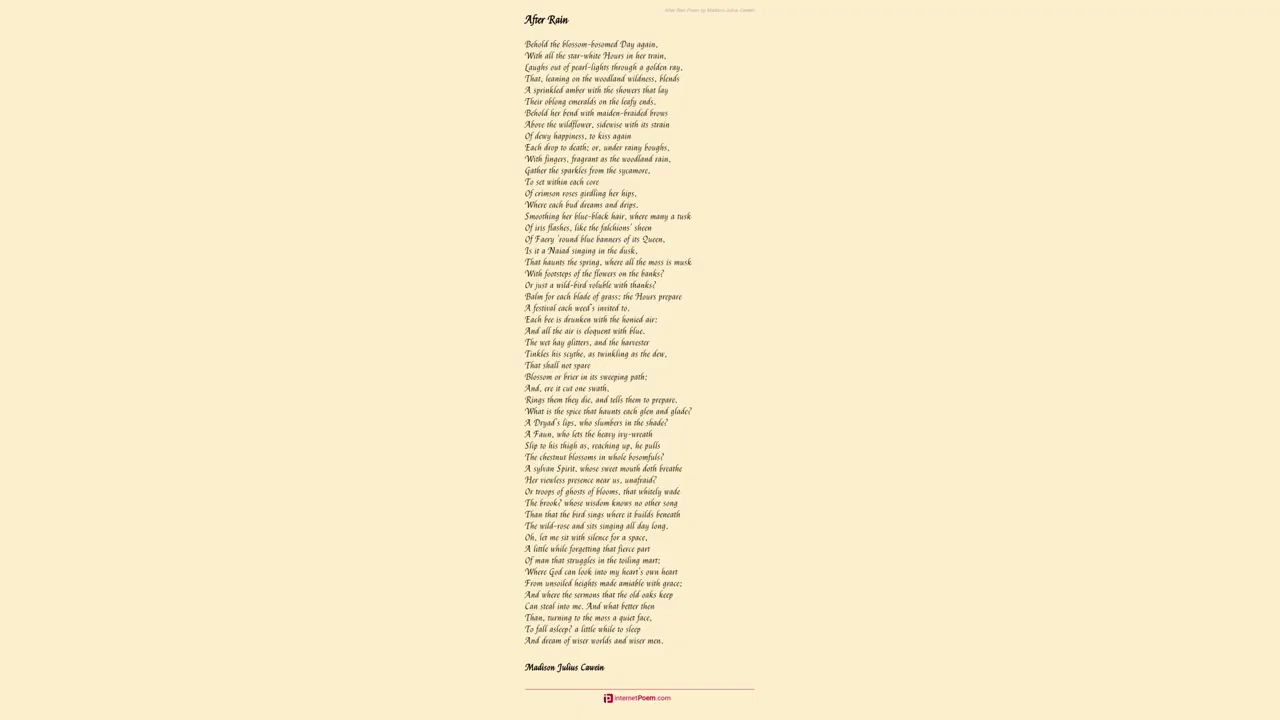 After Rain Poem by Madison Julius Cawein
After Rain
Behold the blossom-bosomed Day again,
With all the star-white Hours in her train,
Laughs out of pearl-lights through a golden ray,
That, leaning on the woodland wildness, blends
A sprinkled amber with the showers that lay
Their oblong emeralds on the leafy ends.
Behold her bend with maiden-braided brows
Above the wildflower, sidewise with its strain
Of dewy happiness, to kiss again
Each drop to death; or, under rainy boughs,
With fingers, fragrant as the woodland rain,
Gather the sparkles from the sycamore,
To set within each core
Of crimson roses girdling her hips,
Where each bud dreams and drips.
Smoothing her blue-black hair, where many a tusk
Of iris flashes, like the falchions' sheen
Of Faery 'round blue banners of its Queen,
Is it a Naiad singing in the dusk,
That haunts the spring, where all the moss is musk
With footsteps of the flowers on the banks?
Or just a wild-bird voluble with thanks?
Balm for each blade of grass: the Hours prepare
A festival each weed's invited to.
Each bee is drunken with the honied air:
And all the air is eloquent with blue.
The wet hay glitters, and the harvester
Tinkles his scythe, as twinkling as the dew,
That shall not spare
Blossom or brier in its sweeping path;
And, ere it cut one swath,
Rings them they die, and tells them to prepare.
What is the spice that haunts each glen and glade?
A Dryad's lips, who slumbers in the shade?
A Faun, who lets the heavy ivy-wreath
Slip to his thigh as, reaching up, he pulls
The chestnut blossoms in whole bosomfuls?
A sylvan Spirit, whose sweet mouth doth breathe
Her viewless presence near us, unafraid?
Or troops of ghosts of blooms, that whitely wade
The brook? whose wisdom knows no other song
Than that the bird sings where it builds beneath
The wild-rose and sits singing all day long.
Oh, let me sit with silence for a space,
A little while forgetting that fierce part
Of man that struggles in the toiling mart;
Where God can look into my heart's own heart
From unsoiled heights made amiable with grace;
And where the sermons that the old oaks keep
Can steal into me. And what better then
Than, turning to the moss a quiet face,
To fall asleep? a little while to sleep
And dream of wiser worlds and wiser men.
Madison Julius Cawein
internetPoem.com